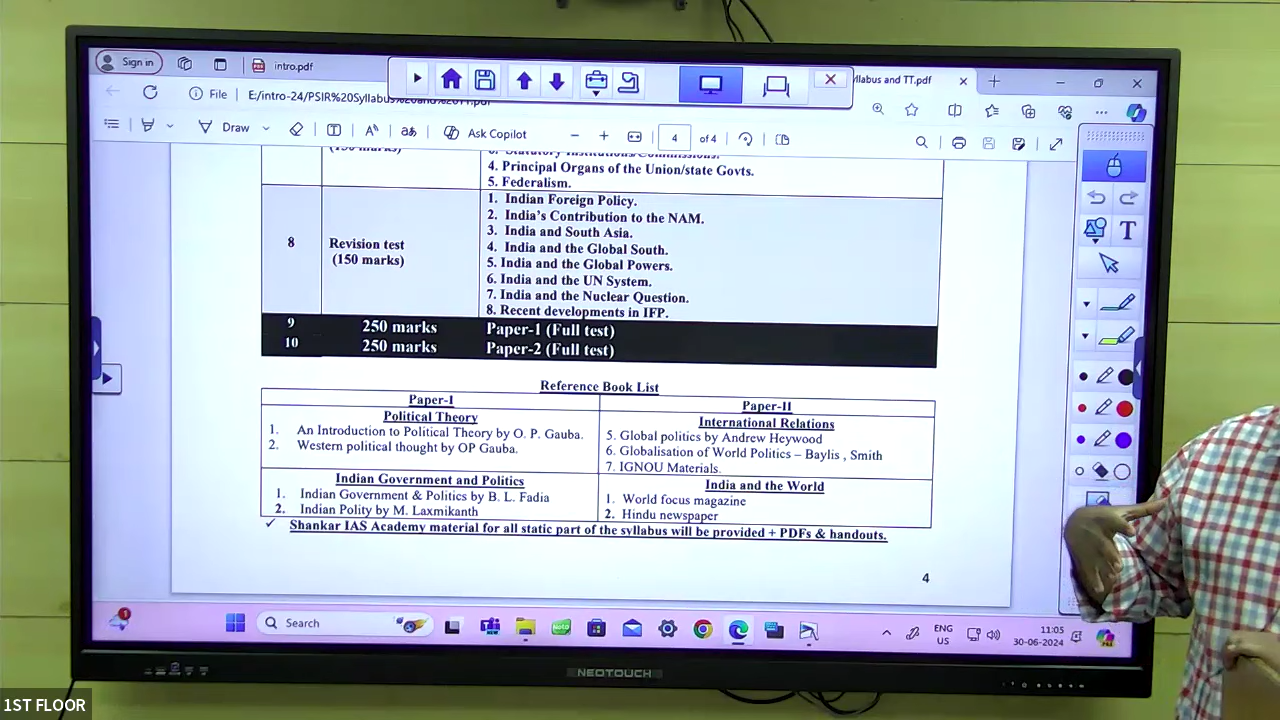 Sign in
intro.pdf
yllabus and TT.pdf
File
E:/intro-24/PSIR%20Syllabus%20
Draw
aあ
Ask Copilot
4
of 4
(150 marks)
4. Principal Organs of the Union/state Govts.
5. Federalism.
8
Revision test
(150 marks)
1. Indian Foreign Policy.
2. India's Contribution to the NAM.
3. India and South Asia.
4. India and the Global South.
5. India and the Global Powers.
6. India and the UN System.
7. India and the Nuclear Question.
8. Recent developments in IFP.
9 250 marks Paper-1 (Full test)
10 250 marks Paper-2 (Full test)
Reference Book List
Paper-I
Paper-II
Political Theory
1. An Introduction to Political Theory by O. P. Gauba.
2. Western political thought by OP Gauba.
International Relations
5. Global politics by Andrew Heywood
6. Globalisation of World Politics – Baylis , Smith
7. IGNOU Materials.
Indian Government and Politics
1. Indian Government & Politics by B. L. Fadia
2. Indian Polity by M. Laxmikanth
India and the World
1. World focus magazine
2. Hindu newspaper
✓ Shankar IAS Academy material for all static part of the syllabus will be provided + PDFs & handouts.
4
T
1
Search
ENG
US
11:05
30-06-2024
NEOTOUCH
1ST FLOOR